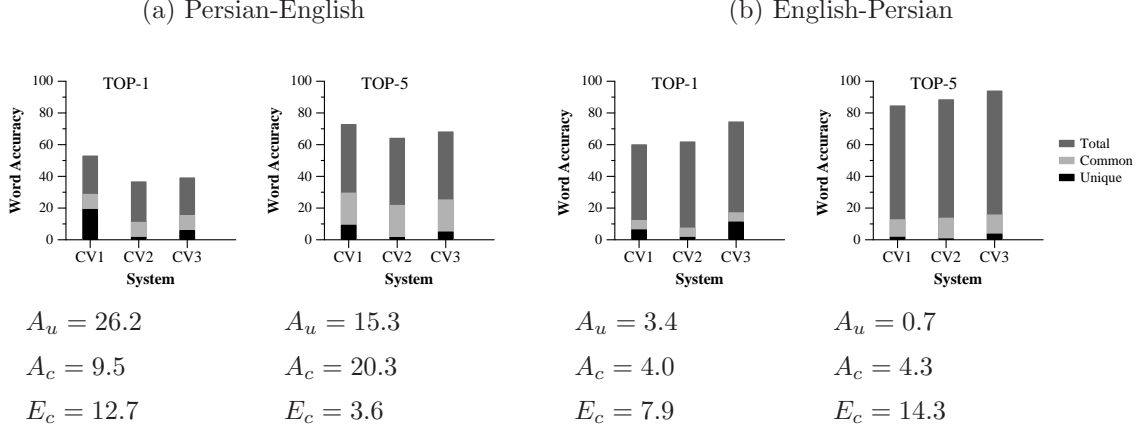 (a) Persian-English
(b) English-Persian
TOP-1
Word Accuracy
100
80
60
40
20
0
CV1 CV2 CV3
System
TOP-5
Word Accuracy
100
80
60
40
20
0
CV1 CV2 CV3
System
TOP-1
Word Accuracy
100
80
60
40
20
0
CV1 CV2 CV3
System
TOP-5
Word Accuracy
100
80
60
40
20
0
CV1 CV2 CV3
System
Total
Common
Unique
A_u = 26.2
A_c = 9.5
E_c = 12.7
A_u = 15.3
A_c = 20.3
E_c = 3.6
A_u = 3.4
A_c = 4.0
E_c = 7.9
A_u = 0.7
A_c = 4.3
E_c = 14.3